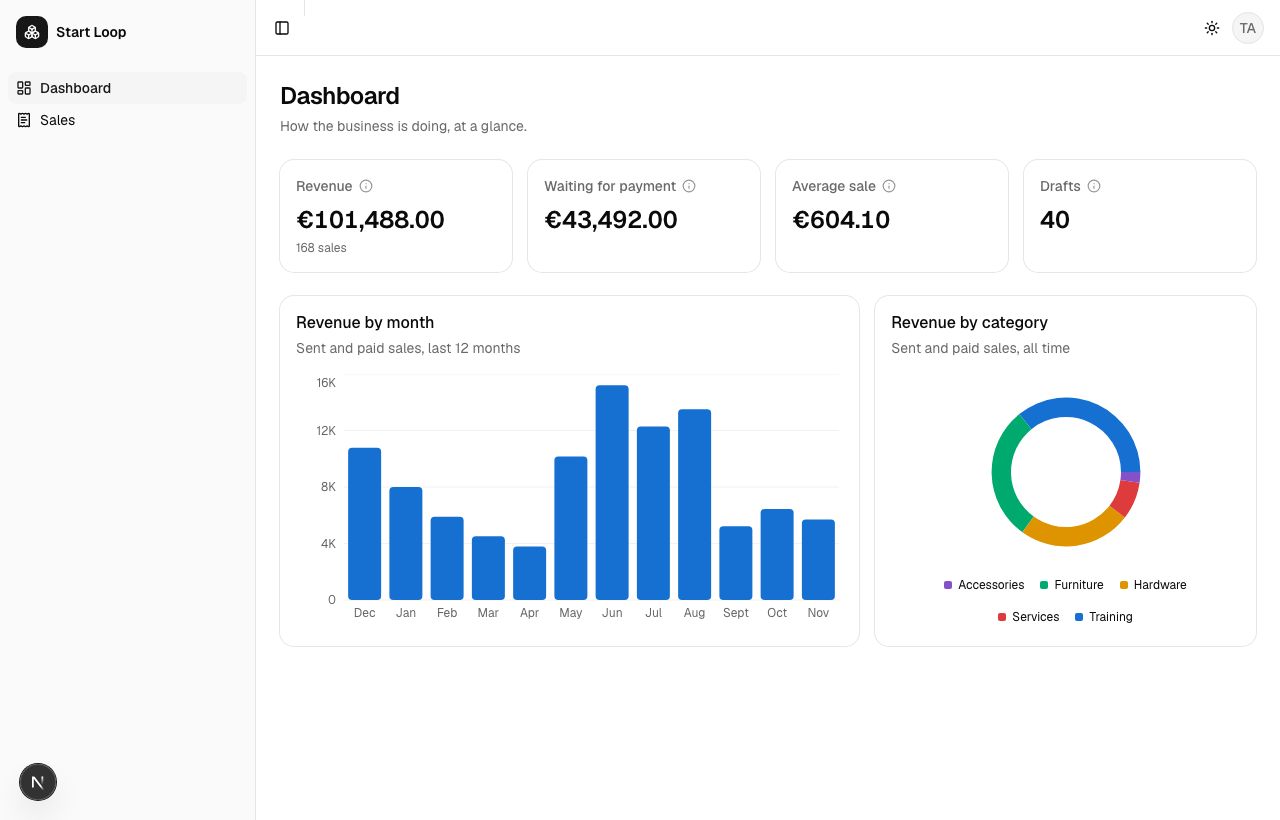 Start Loop
TA
Dashboard
Sales
Dashboard
How the business is doing, at a glance.
Revenue
€101,488.00
168 sales
Waiting for payment
€43,492.00
Average sale
€604.10
Drafts
40
Revenue by month
Sent and paid sales, last 12 months
16K
12K
8K
4K
0
Dec Jan Feb Mar Apr May Jun Jul Aug Sept Oct Nov
Revenue by category
Sent and paid sales, all time
Accessories Furniture Hardware
Services Training
N